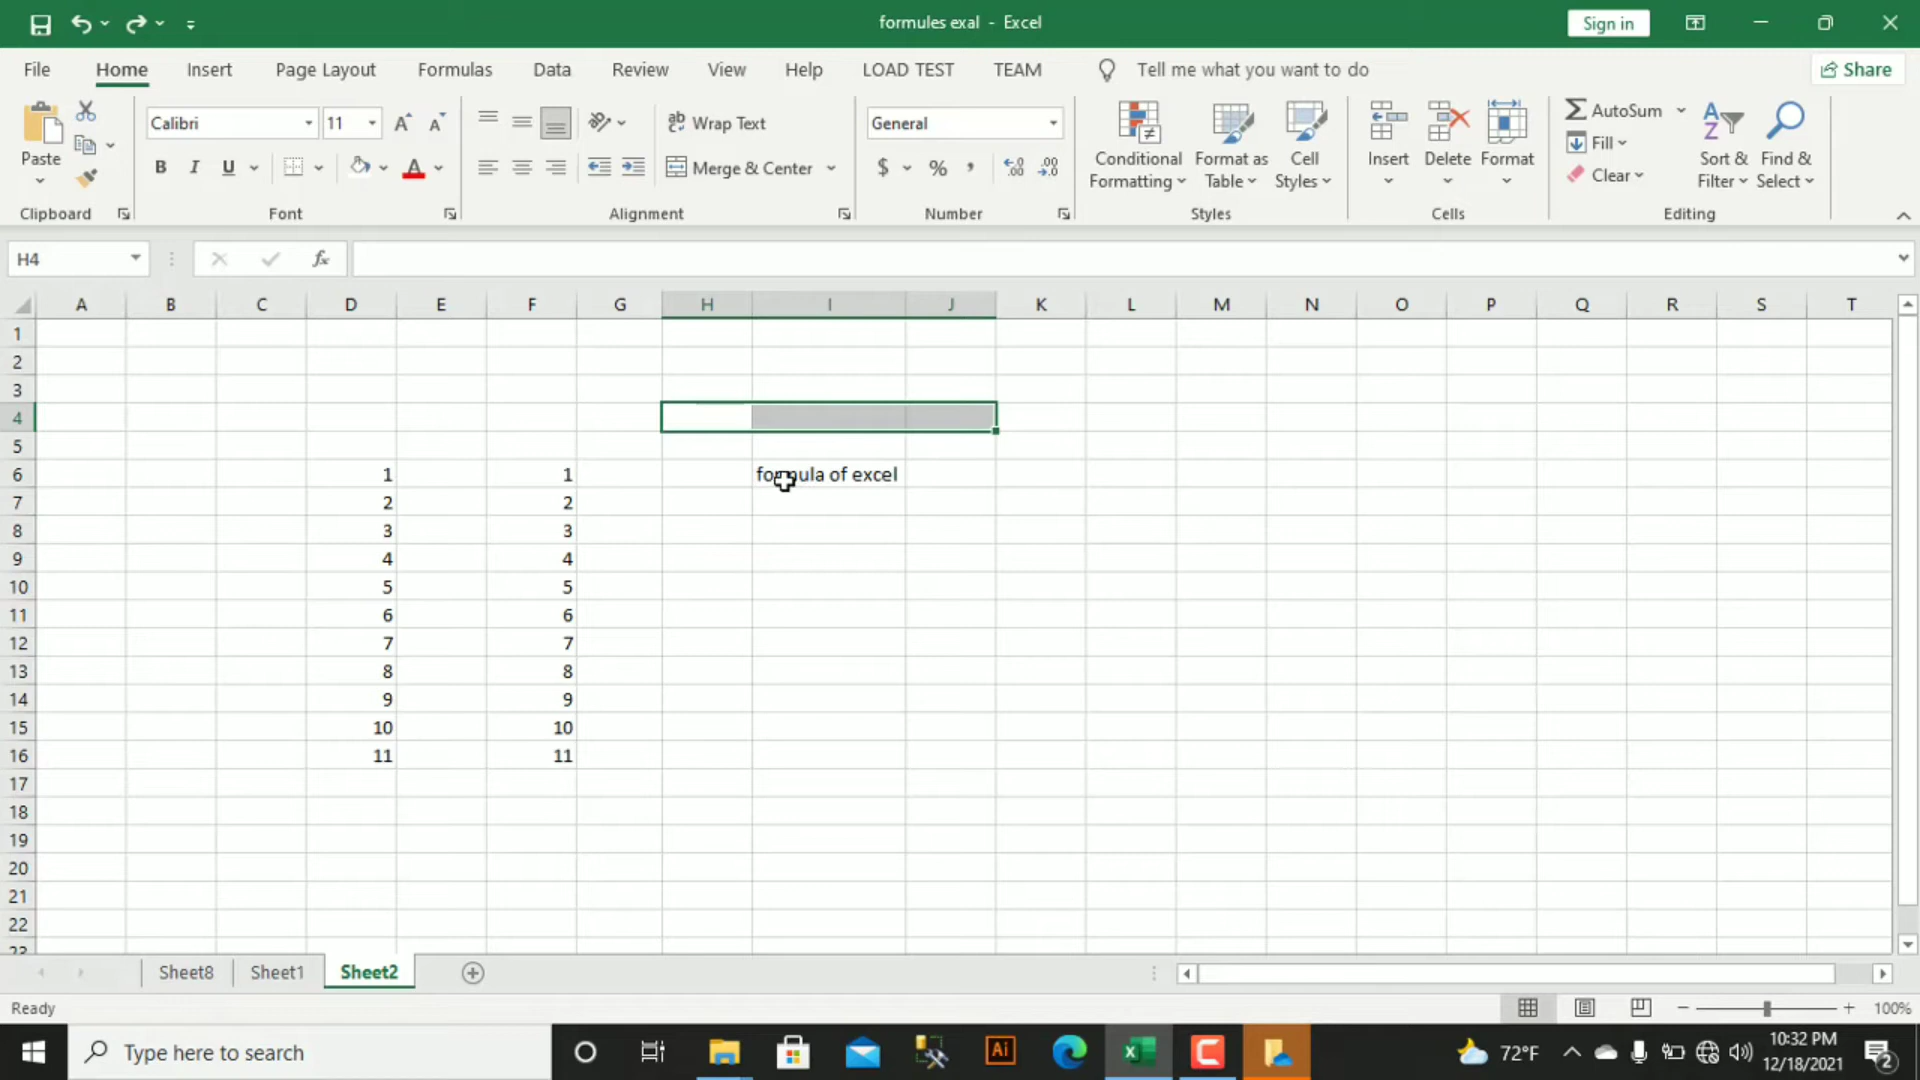 formules exal - Excel
Sign in
File Home Insert Page Layout Formulas Data Review View Help LOAD TEST TEAM Tell me what you want to do Share
Paste
Clipboard
Calibri 11
B I U A
Font
Wrap Text
Merge & Center
Alignment
General
$ % ,
Number
Conditional Formatting
Format as Table
Cell Styles
Styles
Insert Delete Format
Cells
AutoSum
Fill
Clear
Sort & Filter
Find & Select
Editing
H4 fx
A B C D E F G H I J K L M N O P Q R S T
1
2
3
4
5
6 1 1 formula of excel
7 2 2
8 3 3
9 4 4
10 5 5
11 6 6
12 7 7
13 8 8
14 9 9
15 10 10
16 11 11
17
18
19
20
21
22
23
Sheet8 Sheet1 Sheet2
Ready 100%
Type here to search Ai 72°F 10:32 PM
12/18/2021 2